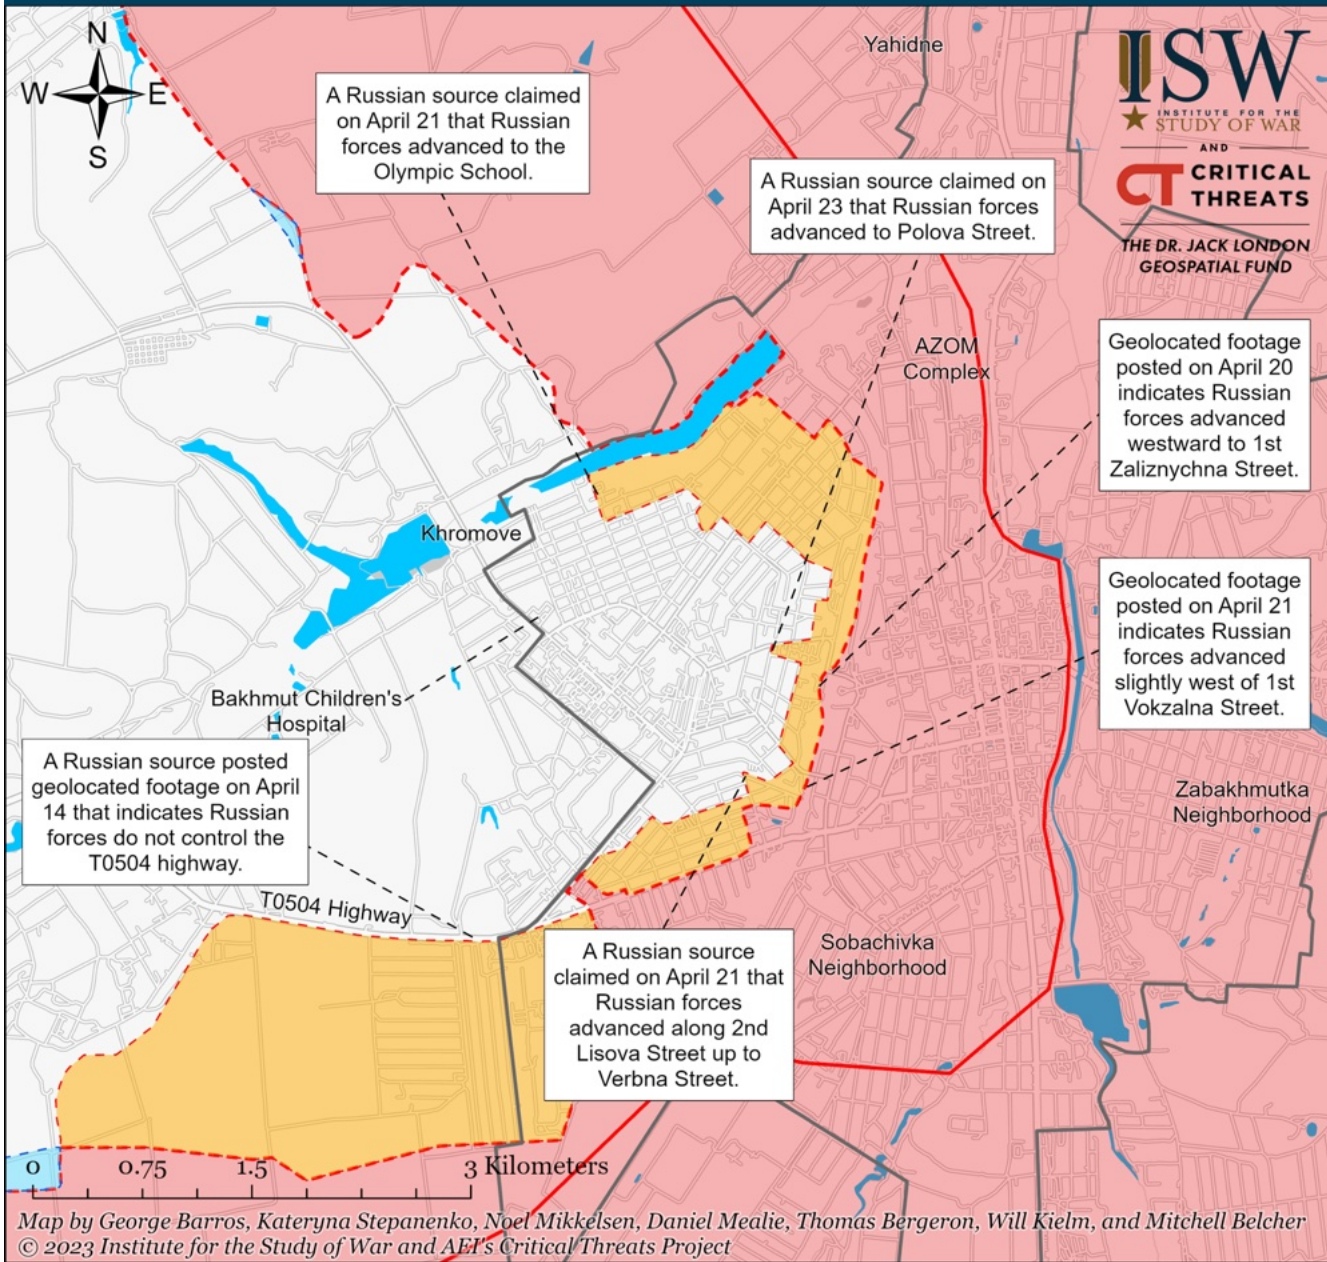 N
W
E
S
Yahidne
ISW
INSTITUTE FOR THE
STUDY OF WAR
AND
CT CRITICAL
THREATS
THE DR. JACK LONDON
GEOSPATIAL FUND
A Russian source claimed
on April 21 that Russian
forces advanced to the
Olympic School.
A Russian source claimed on
April 23 that Russian forces
advanced to Polova Street.
AZOM
Complex
Geolocated footage
posted on April 20
indicates Russian
forces advanced
westward to 1st
Zaliznychna Street.
Khromove
Geolocated footage
posted on April 21
indicates Russian
forces advanced
slightly west of 1st
Vokzalna Street.
Bakhmut Children's
Hospital
A Russian source posted
geolocated footage on April
14 that indicates Russian
forces do not control the
T0504 highway.
Zabakhmutka
Neighborhood
T0504 Highway
A Russian source
claimed on April 21 that
Russian forces
advanced along 2nd
Lisova Street up to
Verbna Street.
Sobachivka
Neighborhood
0 0.75 1.5 3 Kilometers
Map by George Barros, Kateryna Stepanenko, Noel Mikkelsen, Daniel Mealie, Thomas Bergeron, Will Kielm, and Mitchell Belcher
© 2023 Institute for the Study of War and AEI's Critical Threats Project